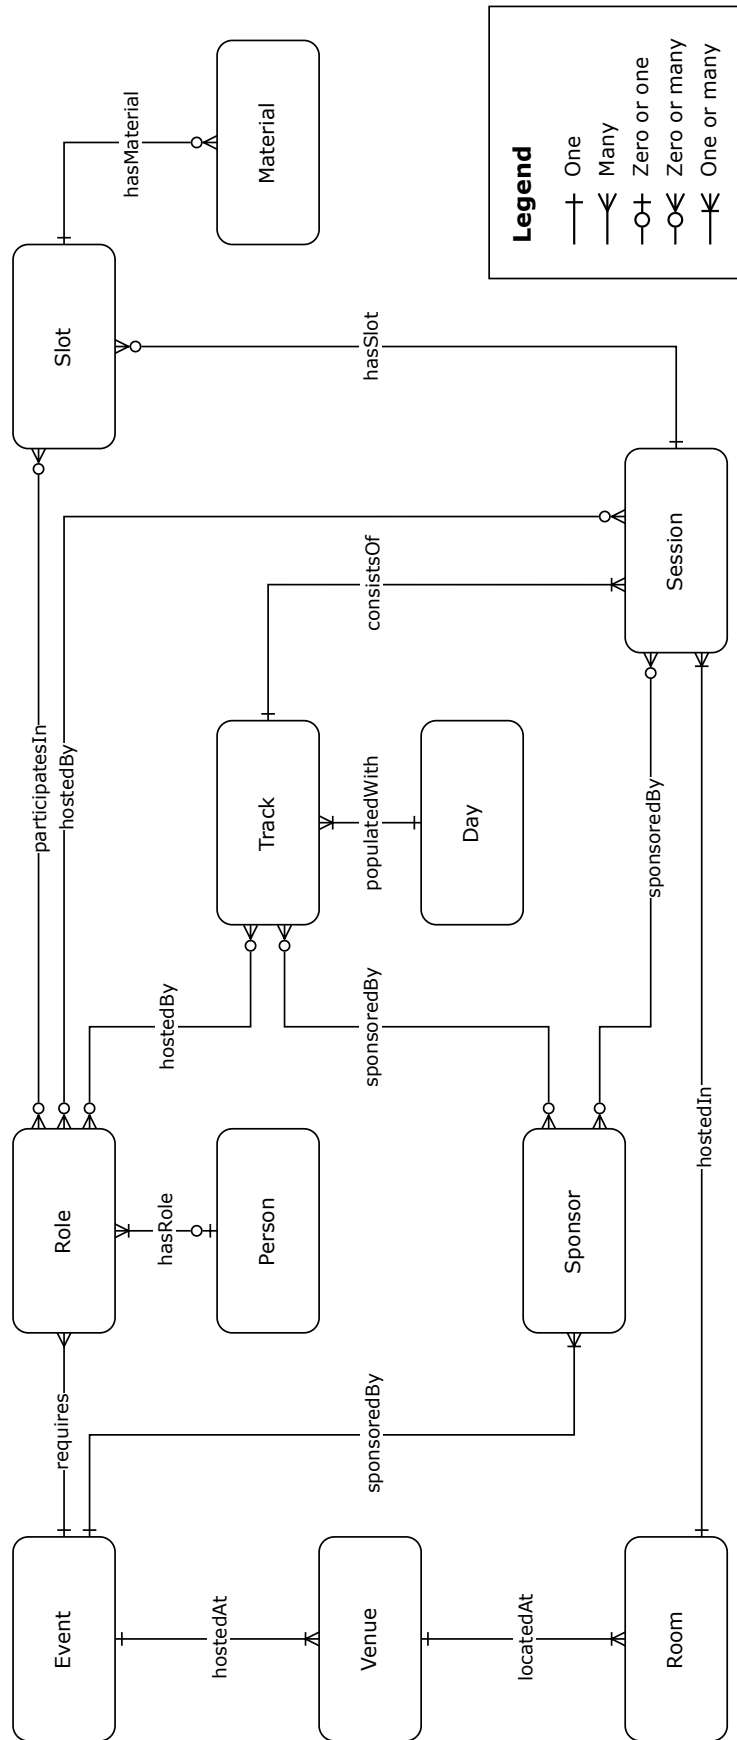 participatesIn
Event
requires
Role
hostedBy
Slot
hasMaterial
hasRole
hostedBy
hostedAt
Person
Track
Material
Venue
sponsoredBy
sponsoredBy
populatedWith
consistsOf
hasSlot
Day
locatedAt
Sponsor
sponsoredBy
Room
hostedIn
Session
Legend
One
Many
Zero or one
Zero or many
One or many